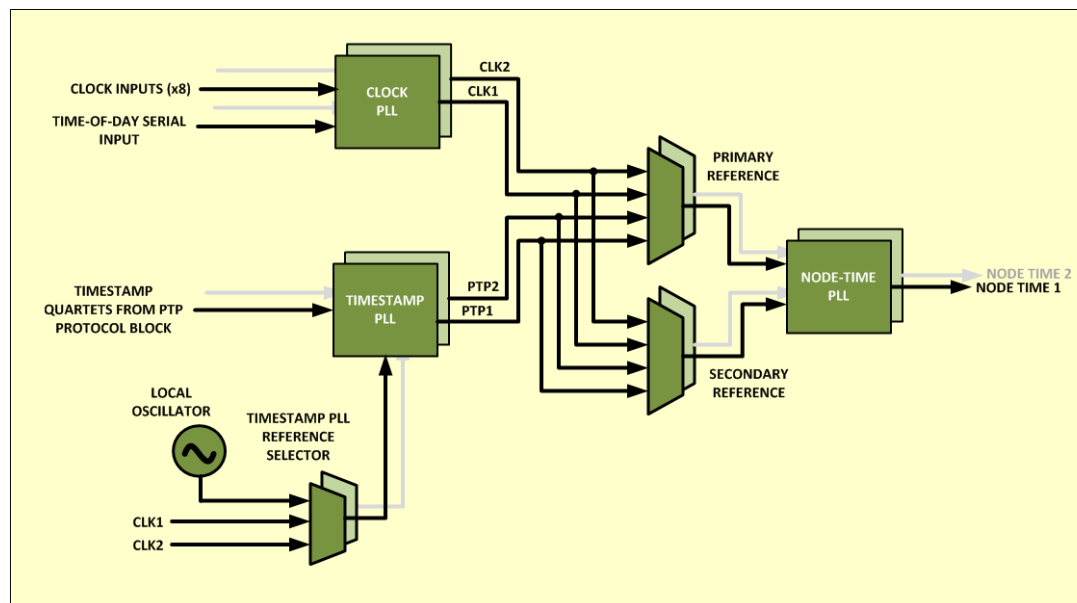 CLK2
CLOCK INPUTS (x8)
CLOCK
PLL
CLK1
TIME-OF-DAY SERIAL
INPUT
PRIMARY
REFERENCE
TIMESTAMP
QUARTETS FROM PTP
PROTOCOL BLOCK
TIMESTAMP
PLL
PTP2
PTP1
NODE-TIME
PLL
NODE TIME 2
NODE TIME 1
SECONDARY
REFERENCE
LOCAL
OSCILLATOR
TIMESTAMP PLL
REFERENCE
SELECTOR
CLK1
CLK2